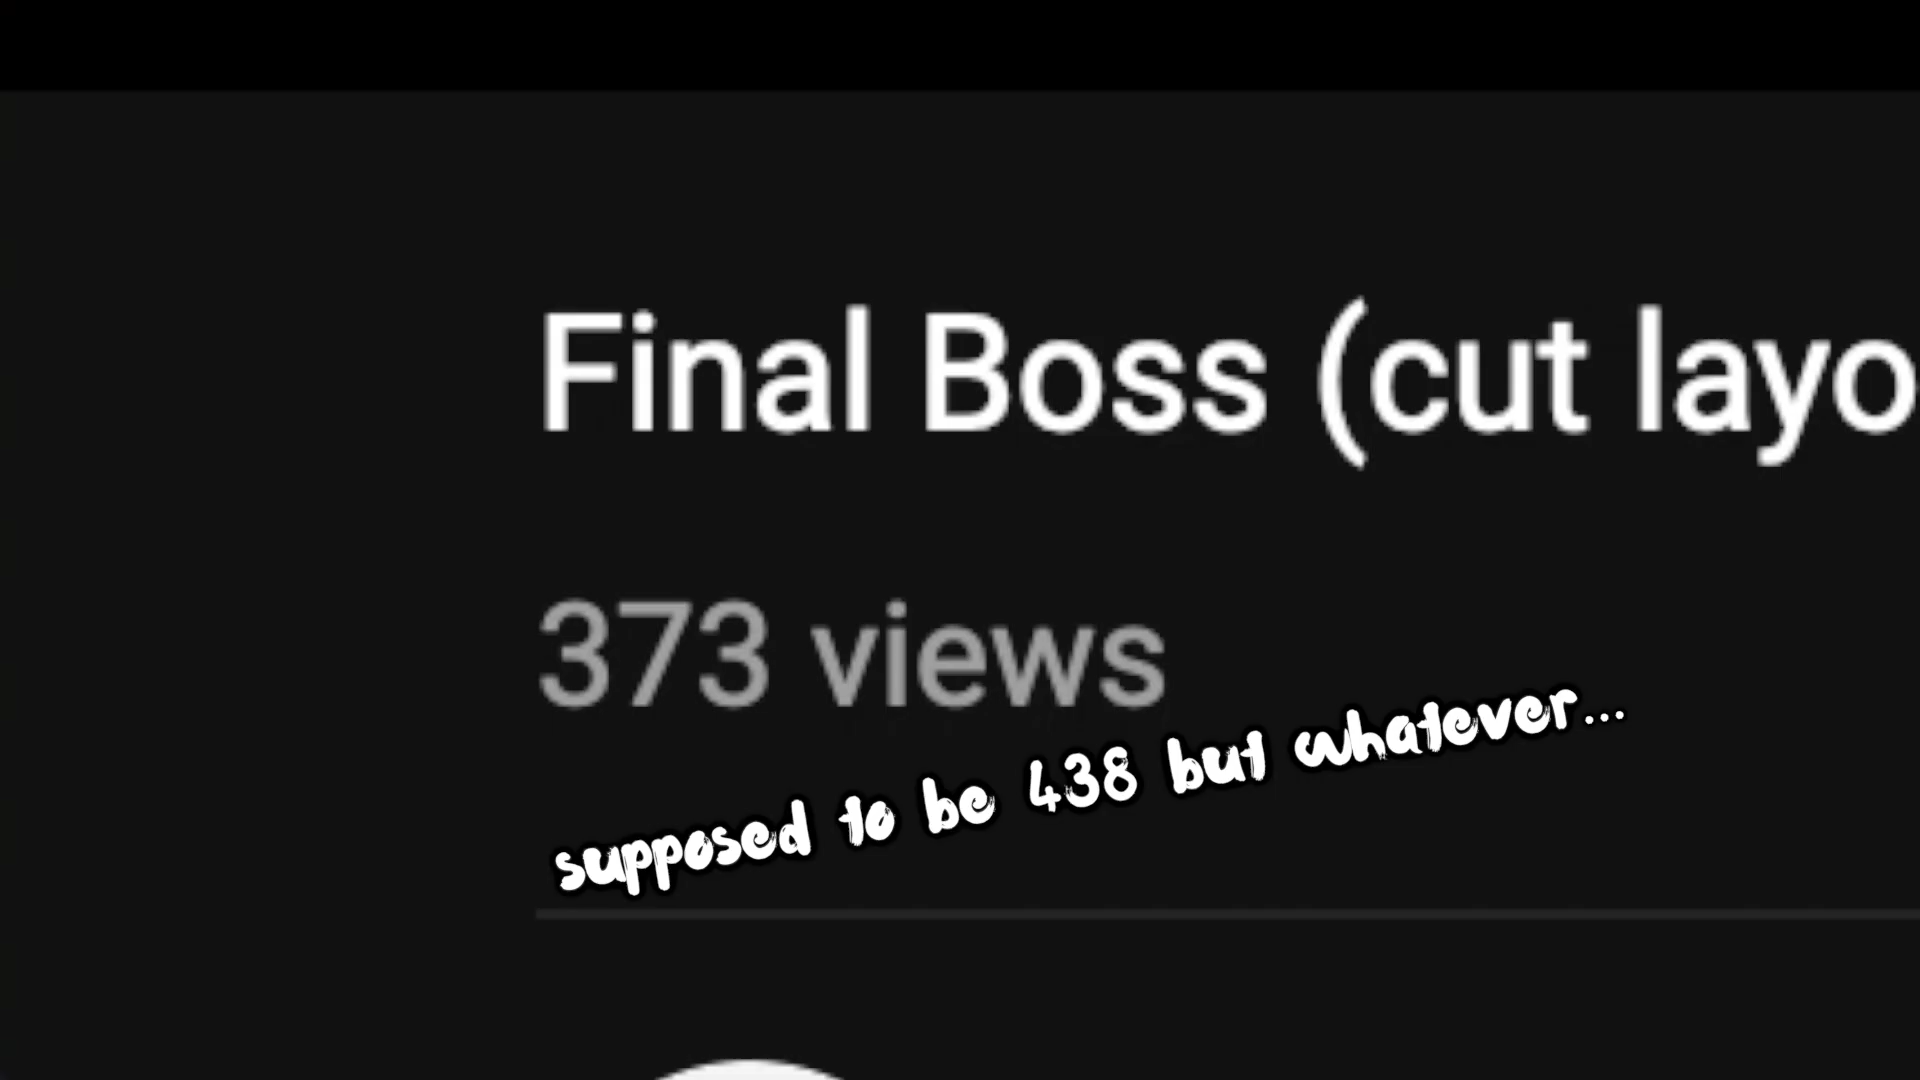 Final Boss (cut layo
373 views
supposed to be 438 but whatever...